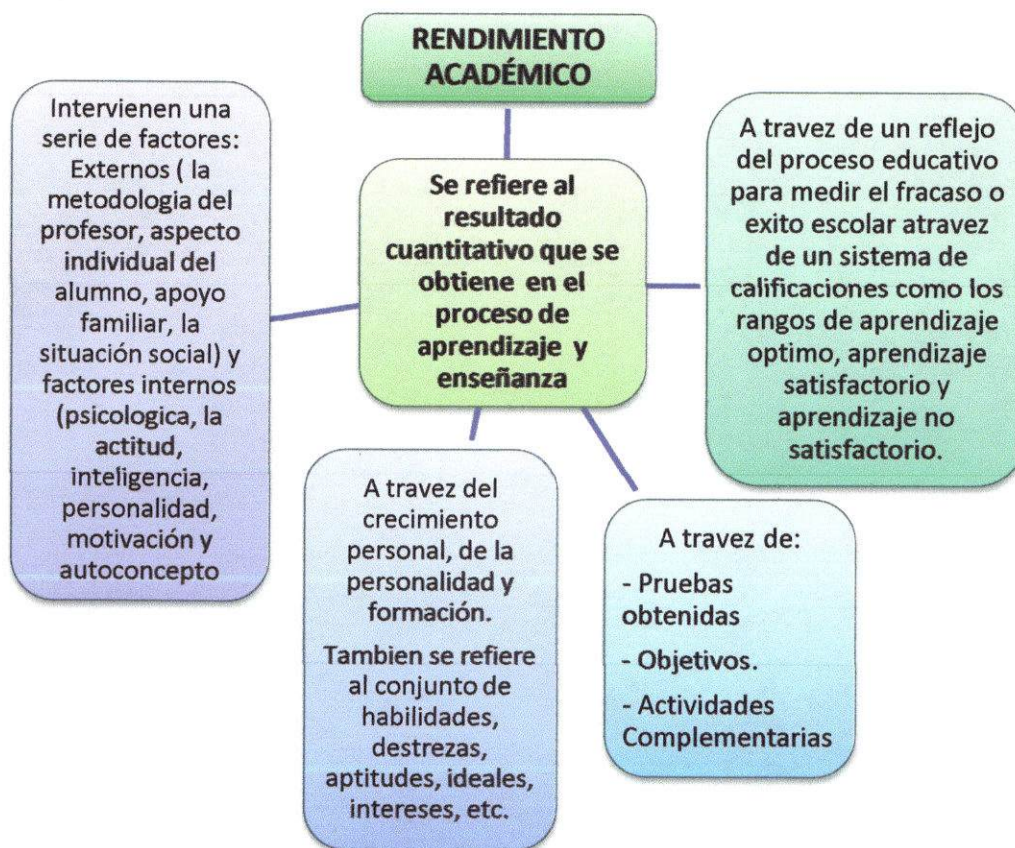 RENDIMIENTO
ACADÉMICO
Intervienen una
serie de factores:
Externos ( la
metodologia del
profesor, aspecto
individual del
alumno, apoyo
familiar, la
situación social) y
factores internos
(psicologica, la
actitud,
inteligencia,
personalidad,
motivación y
autoconcepto
Se refiere al
resultado
cuantitativo que se
obtiene en el
proceso de
aprendizaje y
enseñanza
A travez de un reflejo
del proceso educativo
para medir el fracaso o
exito escolar atravez
de un sistema de
calificaciones como los
rangos de aprendizaje
optimo, aprendizaje
satisfactorio y
aprendizaje no
satisfactorio.
A travez del
crecimiento
personal, de la
personalidad y
formación.
Tambien se refiere
al conjunto de
habilidades,
destrezas,
aptitudes, ideales,
intereses, etc.
A travez de:
- Pruebas
obtenidas
- Objetivos.
- Actividades
Complementarias